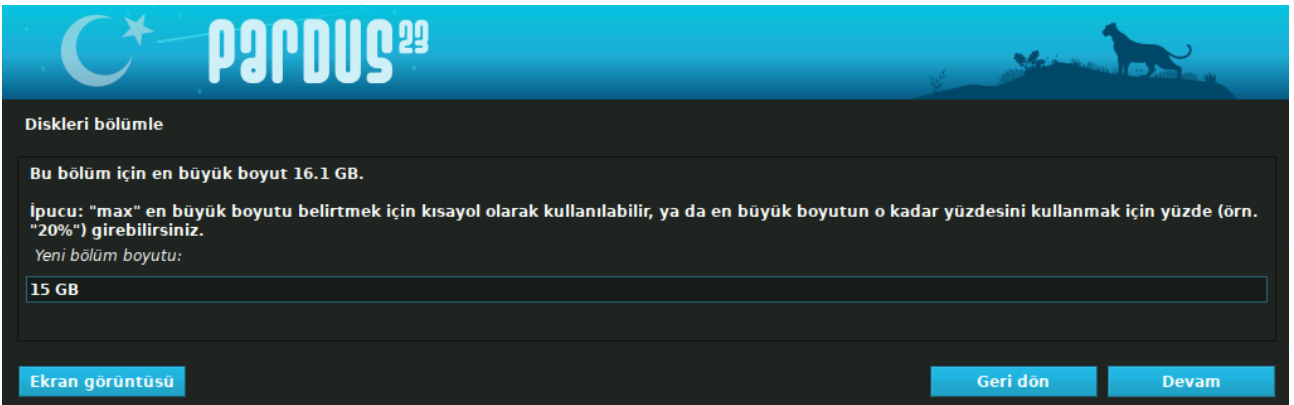 PARDUS 23
Diskleri bölümle
Bu bölüm için en büyük boyut 16.1 GB.
İpucu: "max" en büyük boyutu belirtmek için kısayol olarak kullanılabilir, ya da en büyük boyutun o kadar yüzdesini kullanmak için yüzde (örn.
"20%") girebilirsiniz.
Yeni bölüm boyutu:
15 GB
Ekran görüntüsü
Geri dön
Devam